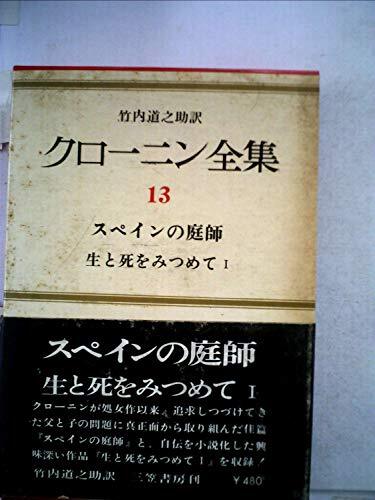 竹内道之助訳
クローニン全集
13
スペインの庭師
生と死をみつめて I
スペインの庭師
生と死をみつめて I
クローニンが処女作以来、追求しつづけてき
た父と子の問題に真正面から取り組んだ佳篇
『スペインの庭師』と、自伝を小説化した興
味深い作品『生と死をみつめてI』を収録！
竹内道之助訳 三笠書房刊 ￥480